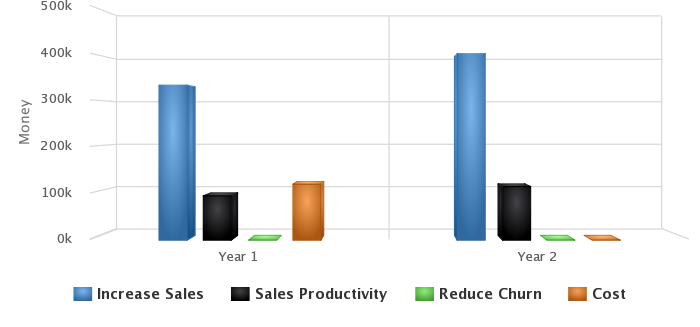 500k
400k
300k
200k
100k
0k
Money
Year 1
Year 2
Increase Sales
Sales Productivity
Reduce Churn
Cost